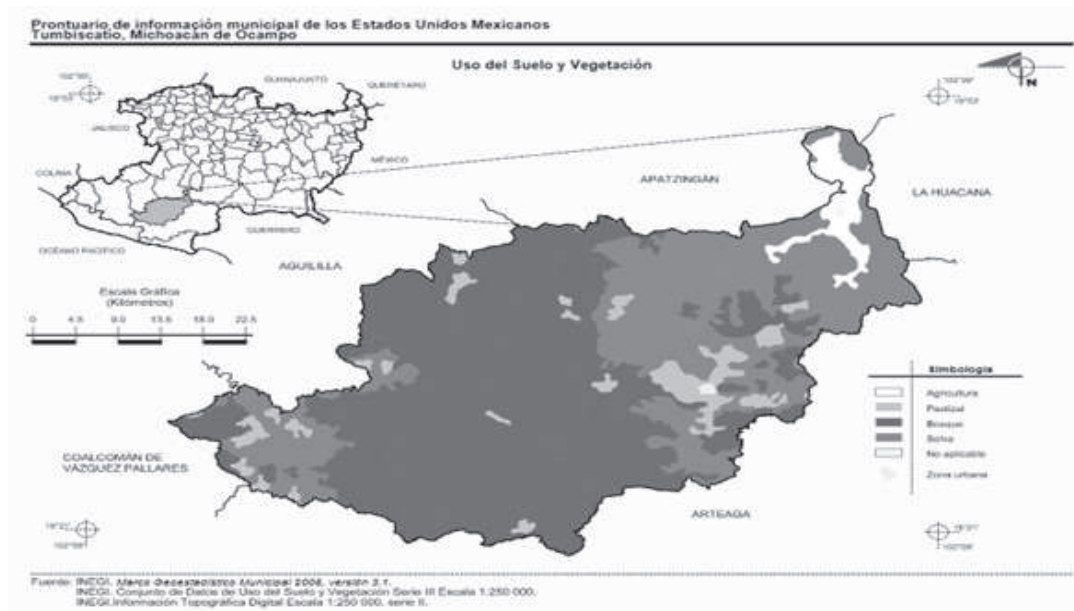 Prontuario de información municipal de los Estados Unidos Mexicanos
Tumbiscatío, Michoacán de Ocampo
Uso del Suelo y Vegetación
GUANAJUATO
QUERÉTARO
JALISCO
MÉXICO
COLIMA
GUERRERO
OCÉANO PACÍFICO
N
APATZINGÁN
LA HUACANA
AGUILILLA
Escala Gráfica
(Kilómetros)
0 4.5 9.0 13.5 18.0 22.5
Simbología
Agricultura
Pastizal
Bosque
Selva
No aplicable
Zona urbana
COALCOMÁN DE
VÁZQUEZ PALLARES
ARTEAGA
Fuente: INEGI. Marco Geoestadístico Municipal 2005, versión 3.1.
INEGI. Conjunto de Datos de Uso del Suelo y Vegetación Serie III Escala 1:250 000.
INEGI.Información Topográfica Digital Escala 1:250 000, serie II.